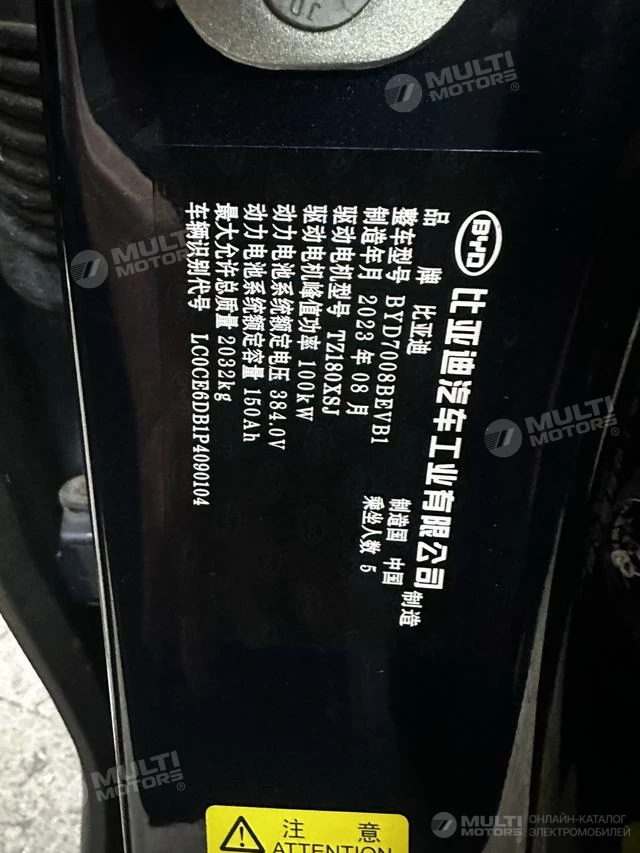 BYD 比亚迪汽车工业有限公司 制造
品 牌 比亚迪 制造国 中国
整车型号 BYD7008BEVB1 乘坐人数 5
制造年月 2023 年 08 月
驱动电机型号 TZ180XSJ
驱动电机峰值功率 100kW
动力电池系统额定电压 384.0V
动力电池系统额定容量 150Ah
最大允许总质量 2032kg
车辆识别代号 LC0CE6DB1P4090104
注 意
ATTENTION
MULTI MOTORS®
MULTI MOTORS®
MULTI MOTORS®
MULTI MOTORS®
MULTI MOTORS®
ОНЛАЙН-КАТАЛОГ
ЭЛЕКТРОМОБИЛЕЙ